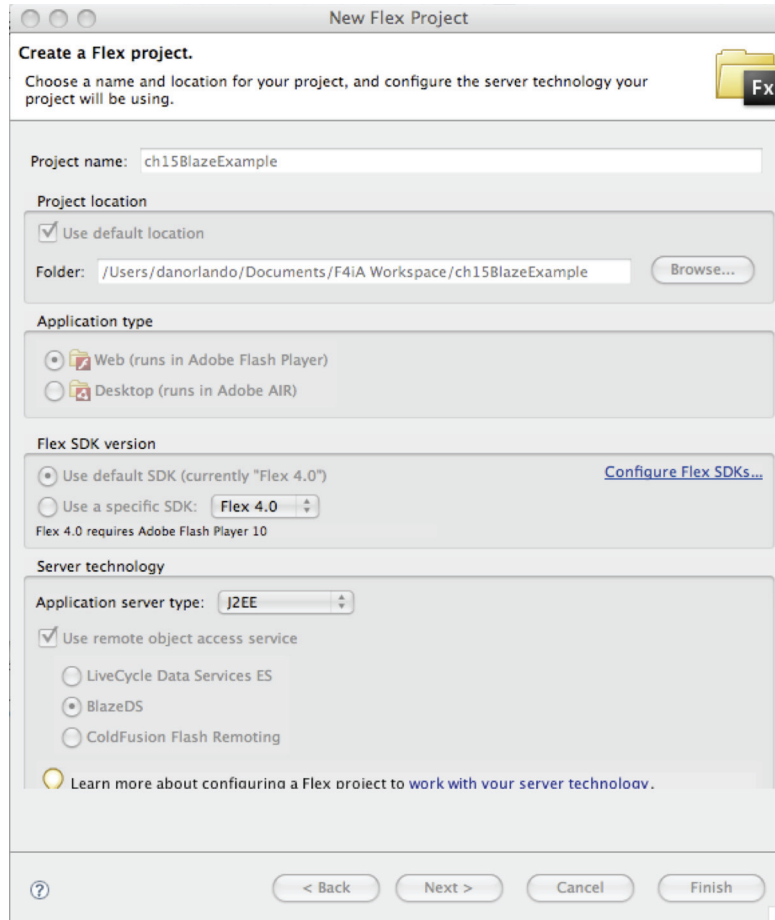 New Flex Project
Create a Flex project.
Choose a name and location for your project, and configure the server technology your
project will be using.
Fx
Project name: ch15BlazeExample
Project location
Use default location
Folder: /Users/danorlando/Documents/F4iA Workspace/ch15BlazeExample
Browse...
Application type
Web (runs in Adobe Flash Player)
Desktop (runs in Adobe AIR)
Flex SDK version
Use default SDK (currently "Flex 4.0")
Configure Flex SDKs...
Use a specific SDK: Flex 4.0
Flex 4.0 requires Adobe Flash Player 10
Server technology
Application server type: J2EE
Use remote object access service
LiveCycle Data Services ES
BlazeDS
ColdFusion Flash Remoting
Learn more about configuring a Flex project to work with your server technology.
?
< Back
Next >
Cancel
Finish